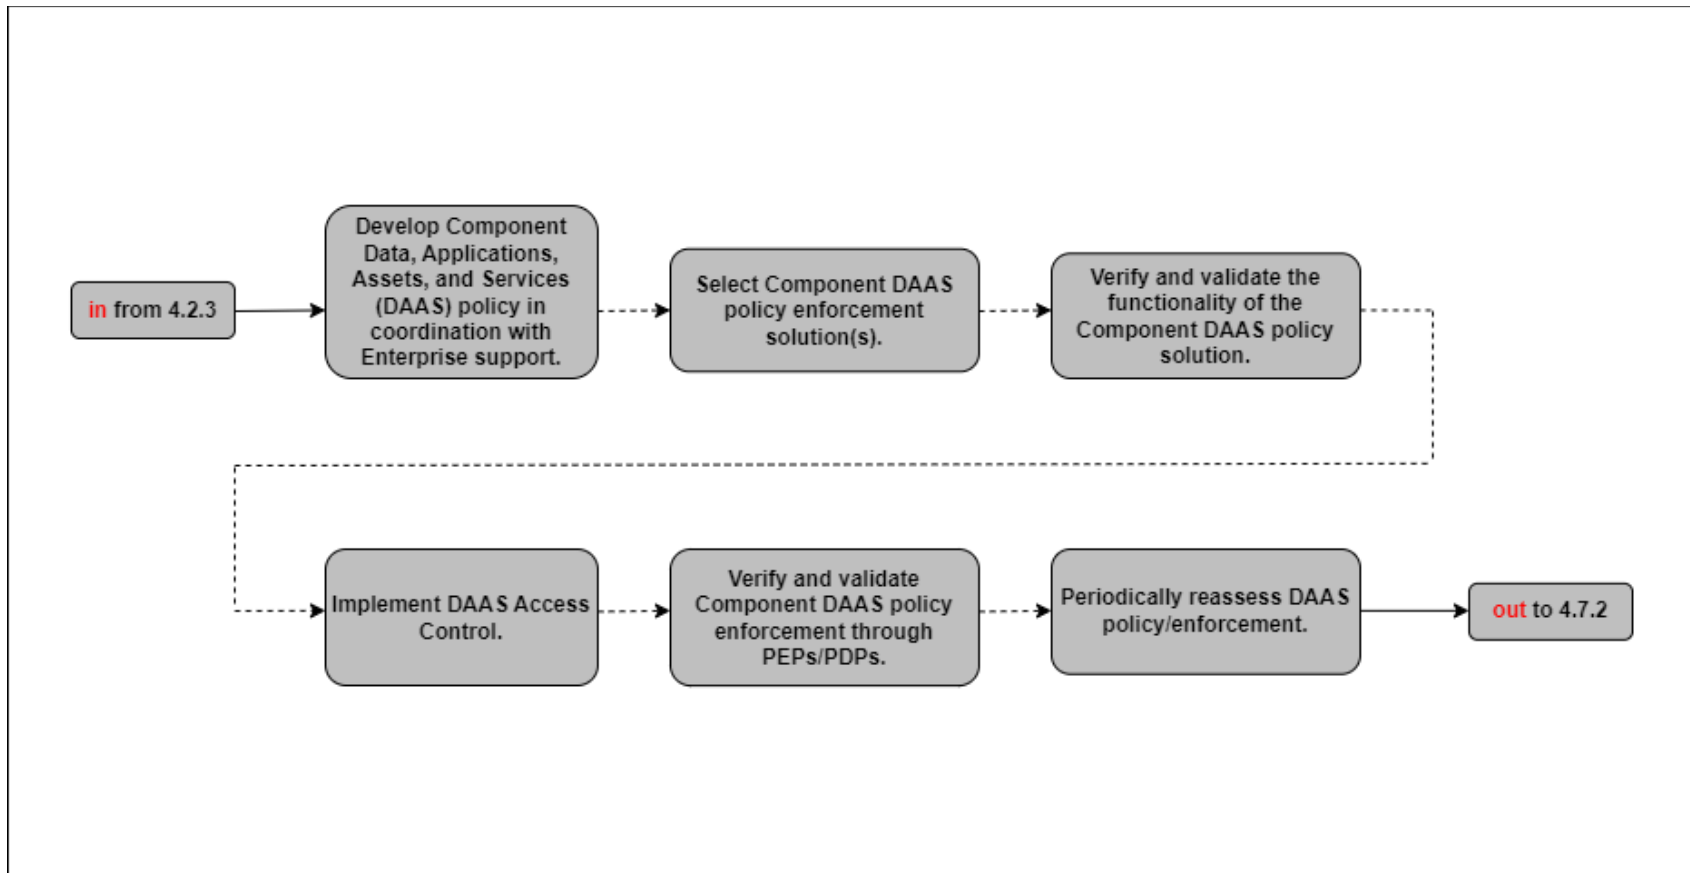 in from 4.2.3
Develop Component
Data, Applications,
Assets, and Services
(DAAS) policy in
coordination with
Enterprise support.
Select Component DAAS
policy enforcement
solution(s).
Verify and validate the
functionality of the
Component DAAS policy
solution.
Implement DAAS Access
Control.
Verify and validate
Component DAAS policy
enforcement through
PEPs/PDPs.
Periodically reassess DAAS
policy/enforcement.
out to 4.7.2